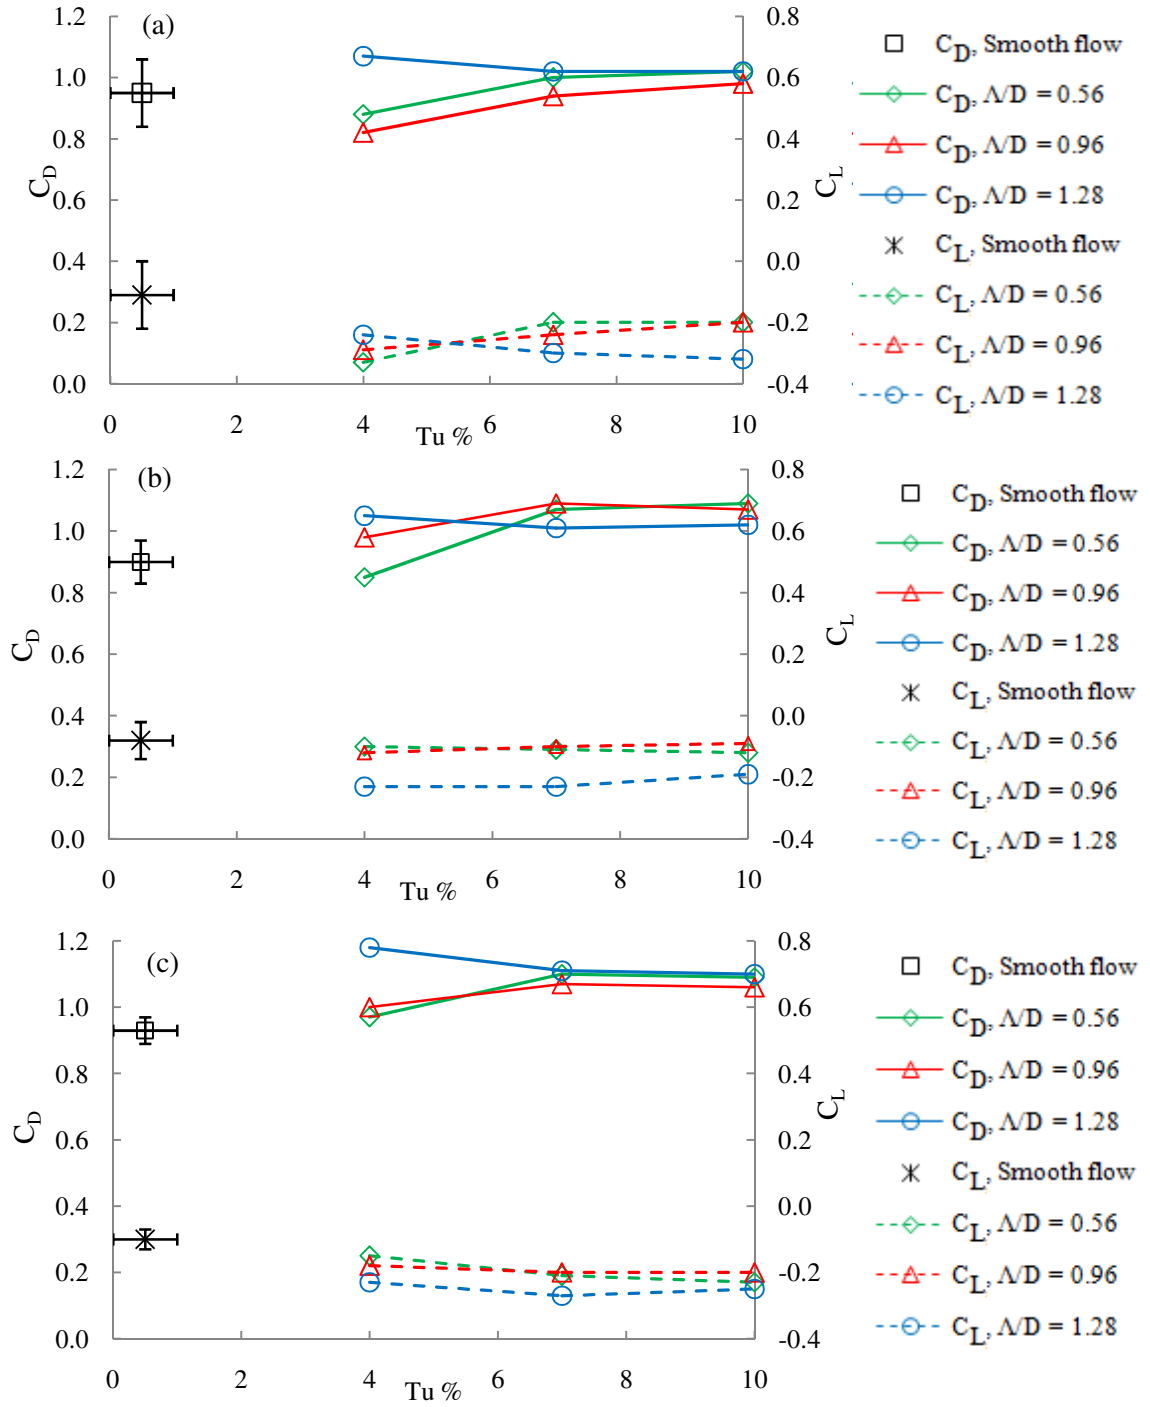 (a)
1.2
1.0
0.8
0.6
0.4
0.2
0.0
C_D
0.8
0.6
0.4
0.2
0.0
-0.2
-0.4
C_L
0 2 4 6 8 10
Tu %
C_D, Smooth flow
C_D, Λ/D = 0.56
C_D, Λ/D = 0.96
C_D, Λ/D = 1.28
C_L, Smooth flow
C_L, Λ/D = 0.56
C_L, Λ/D = 0.96
C_L, Λ/D = 1.28
(b)
1.2
1.0
0.8
0.6
0.4
0.2
0.0
C_D
0.8
0.6
0.4
0.2
0.0
-0.2
-0.4
C_L
0 2 4 6 8 10
Tu %
C_D, Smooth flow
C_D, Λ/D = 0.56
C_D, Λ/D = 0.96
C_D, Λ/D = 1.28
C_L, Smooth flow
C_L, Λ/D = 0.56
C_L, Λ/D = 0.96
C_L, Λ/D = 1.28
(c)
1.2
1.0
0.8
0.6
0.4
0.2
0.0
C_D
0.8
0.6
0.4
0.2
0.0
-0.2
-0.4
C_L
0 2 4 6 8 10
Tu %
C_D, Smooth flow
C_D, Λ/D = 0.56
C_D, Λ/D = 0.96
C_D, Λ/D = 1.28
C_L, Smooth flow
C_L, Λ/D = 0.56
C_L, Λ/D = 0.96
C_L, Λ/D = 1.28